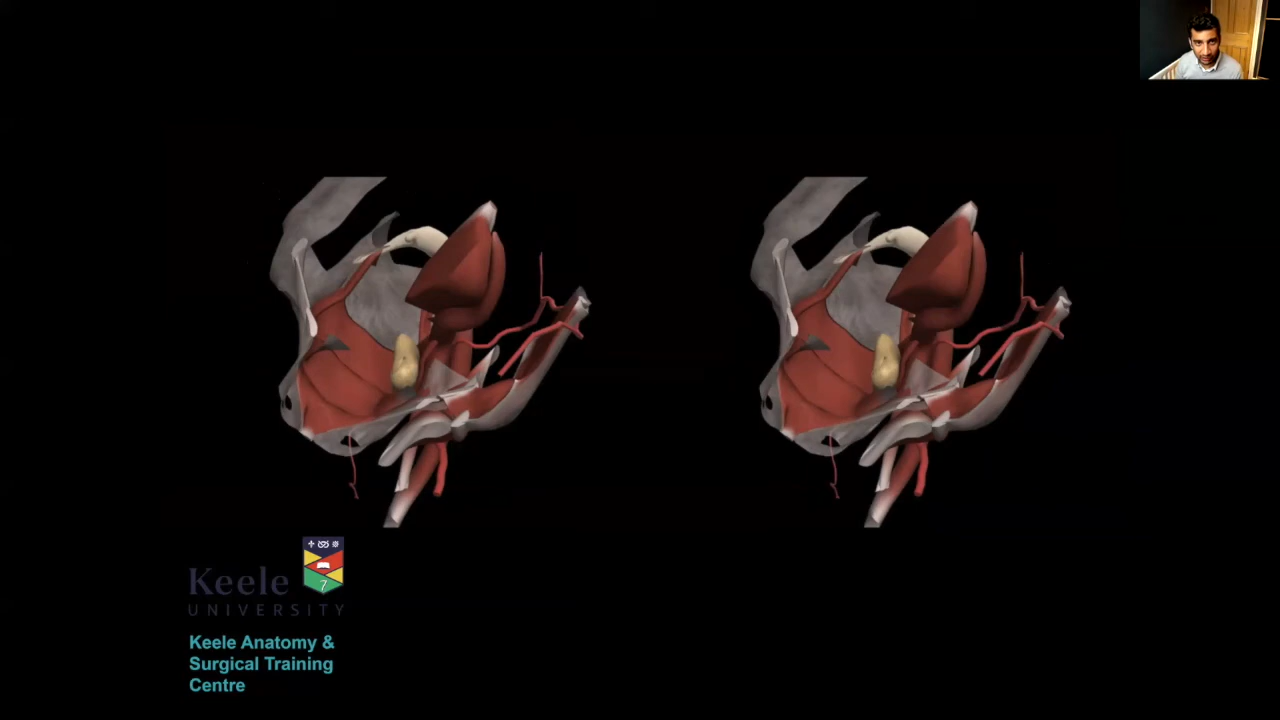 Keele
UNIVERSITY
Keele Anatomy &
Surgical Training
Centre